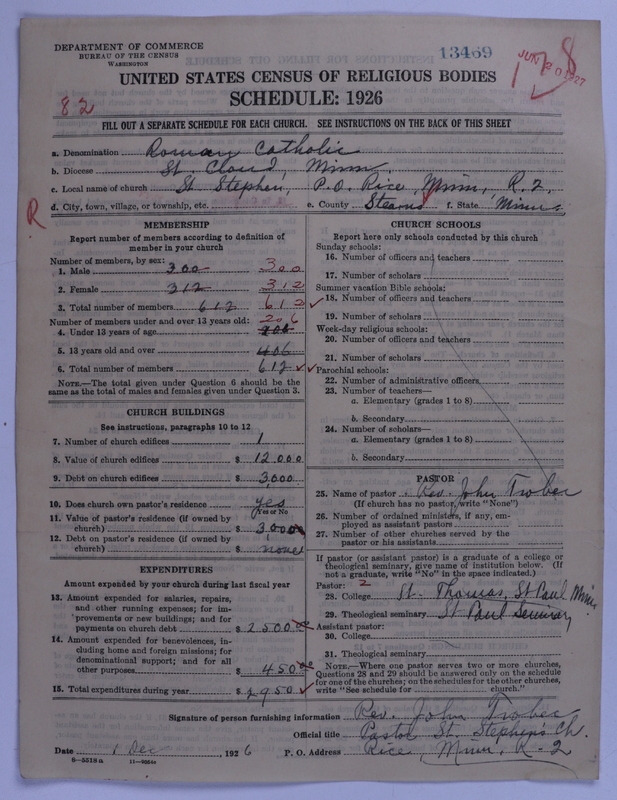 DEPARTMENT OF COMMERCE
BUREAU OF THE CENSUS
WASHINGTON
13469
JUN 20 1927
UNITED STATES CENSUS OF RELIGIOUS BODIES
SCHEDULE: 1926
82
FILL OUT A SEPARATE SCHEDULE FOR EACH CHURCH. SEE INSTRUCTIONS ON THE BACK OF THIS SHEET
a. Denomination Roman Catholic
b. Diocese St Cloud, Minn
c. Local name of church St. Stephen, P.O. Rice, Minn, R. 2,
R
d. City, town, village, or township, etc. e. County Stearns f. State Minn.
MEMBERSHIP
Report number of members according to definition of
member in your church
Number of members, by sex:
1. Male 300 300
2. Female 312 312
3. Total number of members 612 612
Number of members under and over 13 years old: 206
4. Under 13 years of age
5. 13 years old and over 406
6. Total number of members 612
NOTE.—The total given under Question 6 should be the
same as the total of males and females given under Question 3.
CHURCH BUILDINGS
See instructions, paragraphs 10 to 12
7. Number of church edifices 1
8. Value of church edifices $ 12,000
9. Debt on church edifices $ 3,000
10. Does church own pastor's residence yes
Yes or No
11. Value of pastor's residence (if owned by
church) $ 3,000
12. Debt on pastor's residence (if owned by
church) $ none
EXPENDITURES
Amount expended by your church during last fiscal year
13. Amount expended for salaries, repairs,
and other running expenses; for im-
provements or new buildings; and for
payments on church debt $ 2500.00
14. Amount expended for benevolences, in-
cluding home and foreign missions; for
denominational support; and for all
other purposes $ 450.00
15. Total expenditures during year $ 2950
CHURCH SCHOOLS
Report here only schools conducted by this church
Sunday schools:
16. Number of officers and teachers
17. Number of scholars
Summer vacation Bible schools:
18. Number of officers and teachers
19. Number of scholars
Week-day religious schools:
20. Number of officers and teachers
21. Number of scholars
Parochial schools:
22. Number of administrative officers
23. Number of teachers—
a. Elementary (grades 1 to 8)
b. Secondary
24. Number of scholars—
a. Elementary (grades 1 to 8)
b. Secondary
PASTOR
25. Name of pastor Rev. John Trobec
(If church has no pastor, write "None")
26. Number of ordained ministers, if any, em-
ployed as assistant pastors
27. Number of other churches served by the
pastor or his assistants
If pastor (or assistant pastor) is a graduate of a college or
theological seminary, give name of institution below. (If
not a graduate, write "No" in the space indicated.)
Pastor: 2
28. College St. Thomas, St Paul Minn
29. Theological seminary St Paul Seminary
Assistant pastor:
30. College
31. Theological seminary
NOTE.—Where one pastor serves two or more churches,
Questions 28 and 29 should be answered only on the schedule
for one of the churches; on the schedules for the other churches,
write "See schedule for church."
Signature of person furnishing information Rev. John Trobec
Official title Pastor St. Stephen's Ch.
Date 1 Dec 1926 P. O. Address Rice, Minn, R-2
8-5518a